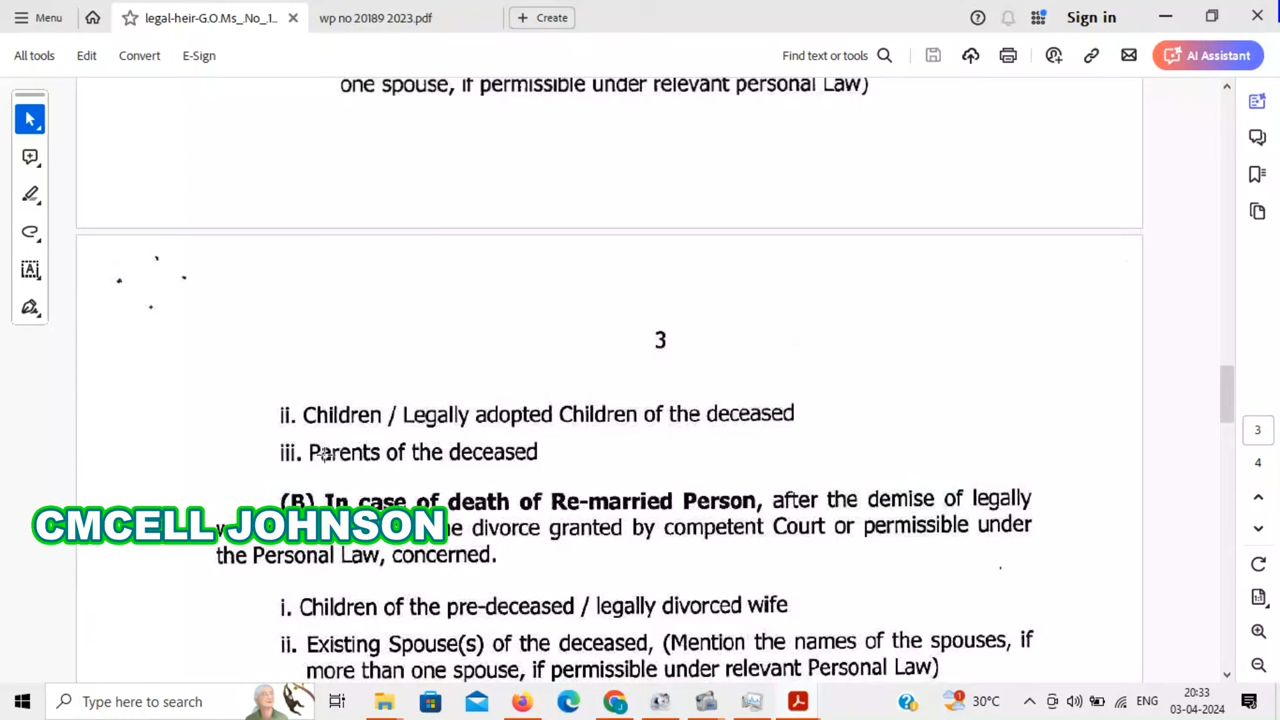 Menu
legal-heir-G.O.Ms_No_1...
wp no 20189 2023.pdf
Create
Sign in
All tools
Edit
Convert
E-Sign
Find text or tools
AI Assistant
one spouse, if permissible under relevant personal Law)
3
ii. Children / Legally adopted Children of the deceased
iii. Parents of the deceased
(B) In case of death of Re-married Person, after the demise of legally
divorce granted by competent Court or permissible under
CMCELL JOHNSON
the Personal Law, concerned.
i. Children of the pre-deceased / legally divorced wife
ii. Existing Spouse(s) of the deceased, (Mention the names of the spouses, if
more than one spouse, if permissible under relevant Personal Law)
3
4
Type here to search
30°C
ENG
20:33
03-04-2024